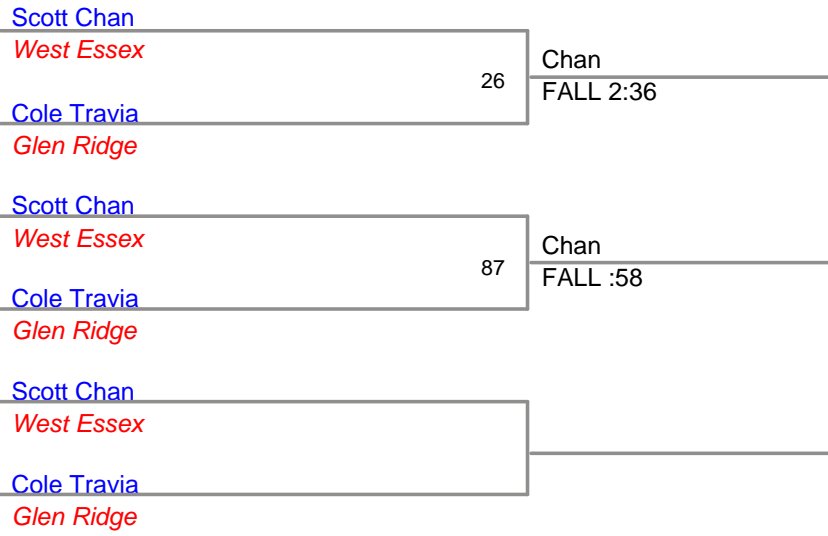 Scott Chan
West Essex
26
Chan
FALL 2:36
Cole Travia
Glen Ridge
Scott Chan
West Essex
87
Chan
FALL :58
Cole Travia
Glen Ridge
Scott Chan
West Essex
Cole Travia
Glen Ridge